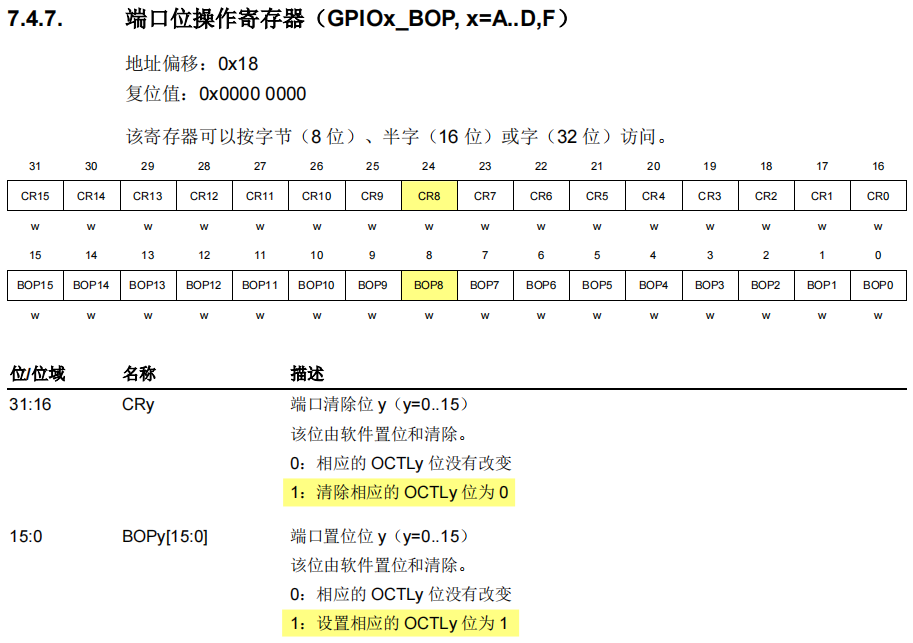 7.4.7. 端口位操作寄存器（GPIOx_BOP, x=A..D,F）
地址偏移：0x18
复位值：0x0000 0000
该寄存器可以按字节（8 位）、半字（16 位）或字（32 位）访问。
31 30 29 28 27 26 25 24 23 22 21 20 19 18 17 16
CR15 CR14 CR13 CR12 CR11 CR10 CR9 CR8 CR7 CR6 CR5 CR4 CR3 CR2 CR1 CR0
w w w w w w w w w w w w w w w w
15 14 13 12 11 10 9 8 7 6 5 4 3 2 1 0
BOP15 BOP14 BOP13 BOP12 BOP11 BOP10 BOP9 BOP8 BOP7 BOP6 BOP5 BOP4 BOP3 BOP2 BOP1 BOP0
w w w w w w w w w w w w w w w w
位/位域 名称 描述
31:16 CRy 端口清除位 y（y=0..15）
该位由软件置位和清除。
0：相应的 OCTLy 位没有改变
1：清除相应的 OCTLy 位为 0
15:0 BOPy[15:0] 端口置位位 y（y=0..15）
该位由软件置位和清除。
0：相应的 OCTLy 位没有改变
1：设置相应的 OCTLy 位为 1